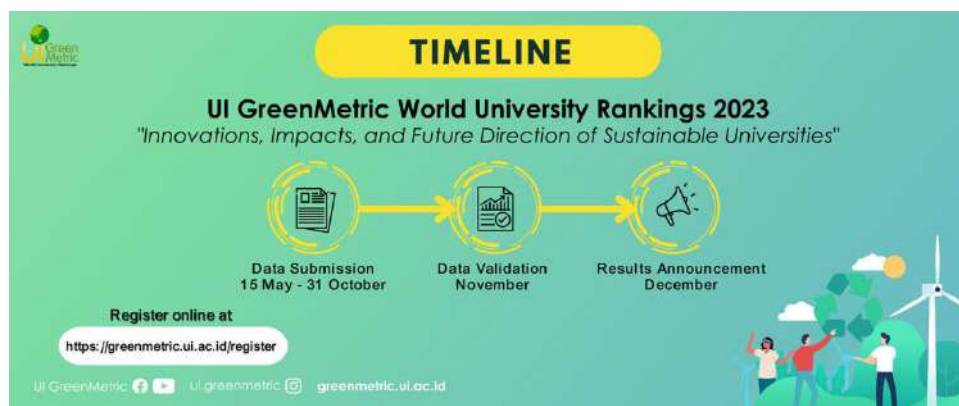 UI Green
Metric
TIMELINE
UI GreenMetric World University Rankings 2023
"Innovations, Impacts, and Future Direction of Sustainable Universities"
Data Submission
15 May - 31 October
Data Validation
November
Results Announcement
December
Register online at
https://greenmetric.ui.ac.id/register
UI GreenMetric
ui.greenmetric
greenmetric.ui.ac.id